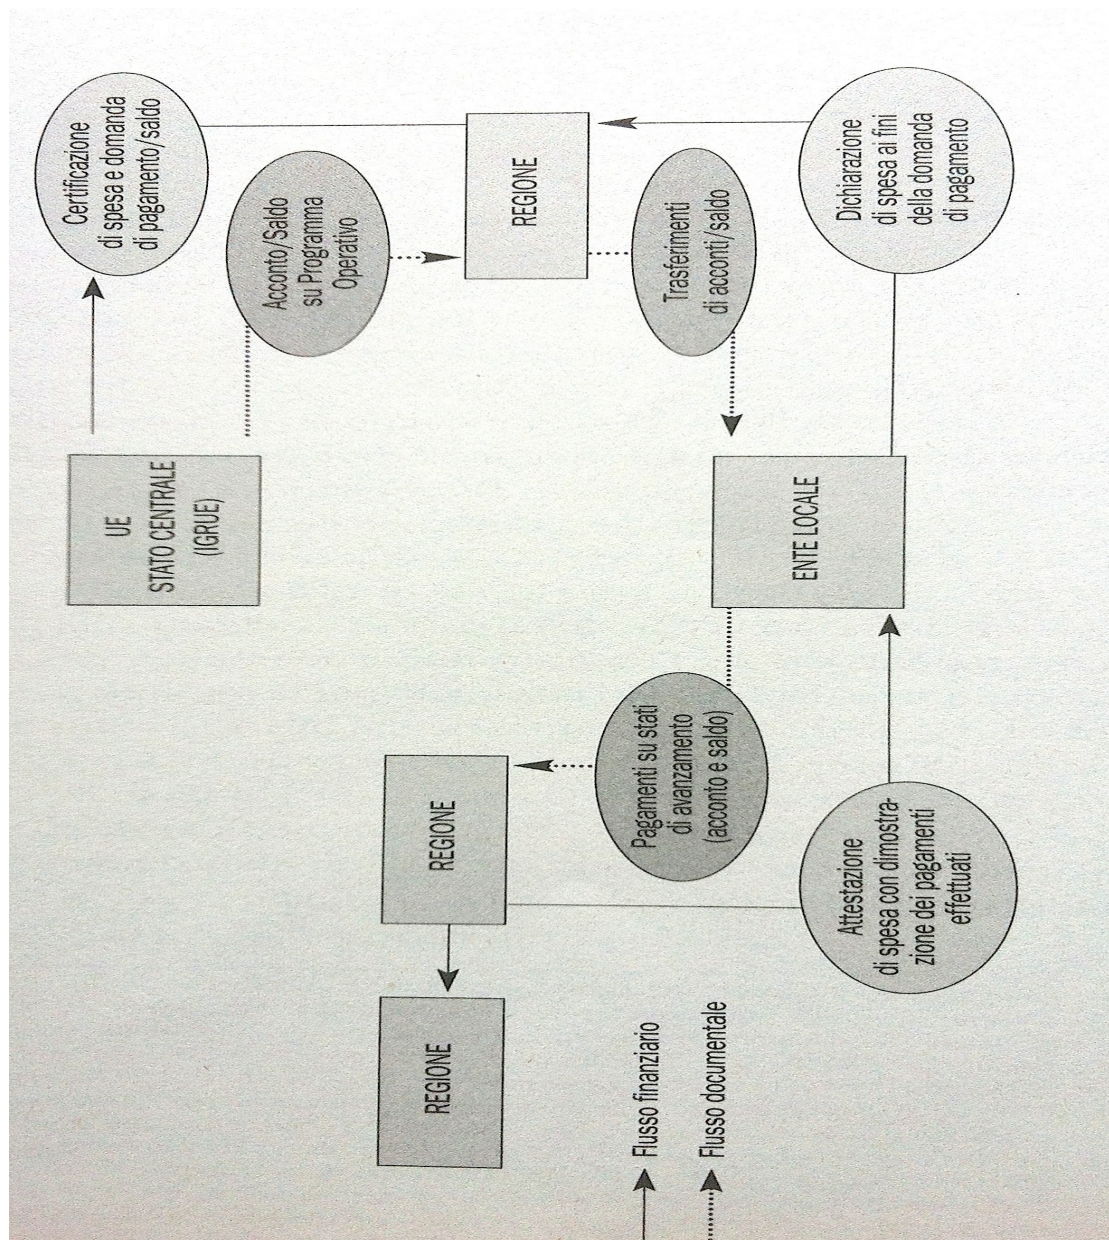 UE
STATO CENTRALE
(IGRUE)
Certificazione
di spesa e domanda
di pagamento/saldo
Acconto/Saldo
su Programma
Operativo
REGIONE
REGIONE
REGIONE
Pagamenti su stati
di avanzamento
(acconto e saldo)
Trasferimenti
di acconti/saldo
ENTE LOCALE
Attestazione
di spesa con dimostra-
zione dei pagamenti
effettuati
Dichiarazione
di spesa ai fini
della domanda
di pagamento
Flusso finanziario
Flusso documentale